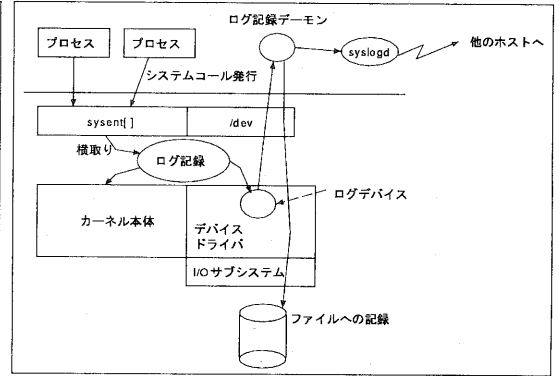 ログ記録デーモン
プロセス
プロセス
syslogd
他のホストへ
システムコール発行
sysent[ ]
/dev
横取り
ログ記録
ログデバイス
カーネル本体
デバイス
ドライバ
I/Oサブシステム
ファイルへの記録